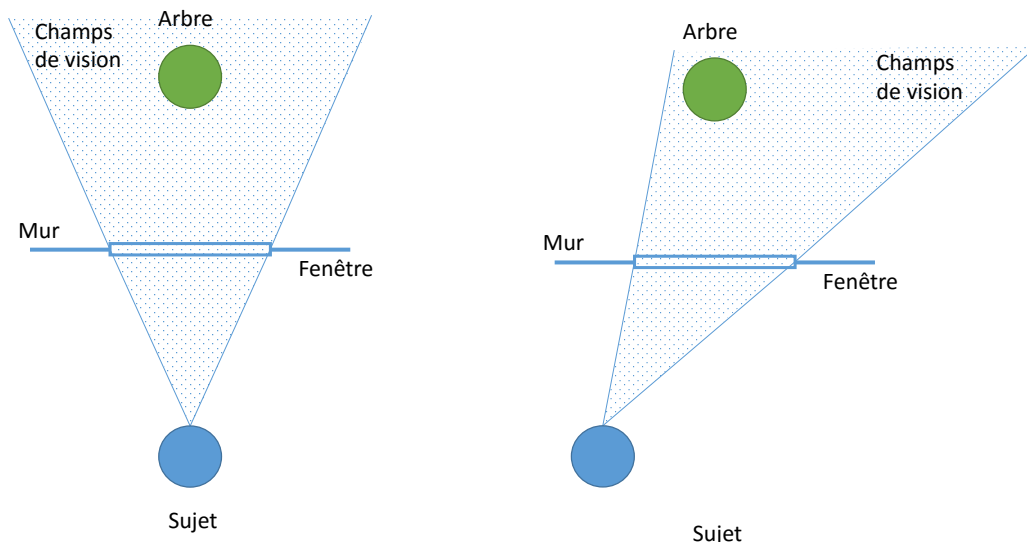 Champs
de vision
Arbre
Mur
Fenêtre
Sujet
Arbre
Champs
de vision
Mur
Fenêtre
Sujet